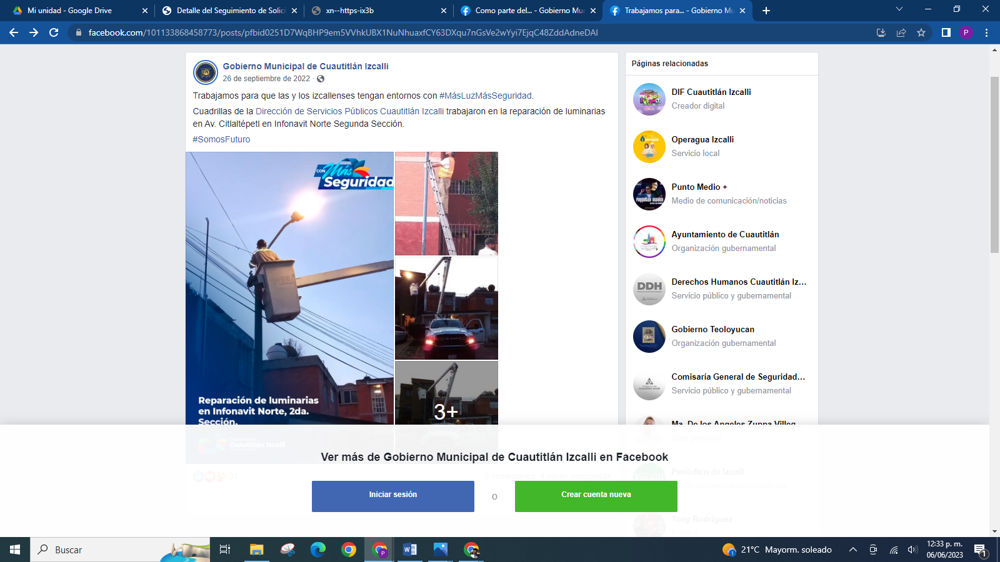 Mi unidad - Google Drive
Detalle del Seguimiento de Solici
xn--https-ix3b
Como parte del... - Gobierno Mu
Trabajamos para... - Gobierno Mu
facebook.com/101133868458773/posts/pfbid0251D7WqBHP9em5VVhkUBX1NuNhuaxfCY63DXqu7nGsVe2wYyi7EjqC48ZddAdneDAl
P
Gobierno Municipal de Cuautitlán Izcalli
26 de septiembre de 2022 ·
Trabajamos para que las y los izcallenses tengan entornos con #MásLuzMásSeguridad.
Cuadrillas de la Dirección de Servicios Públicos Cuautitlán Izcalli trabajaron en la reparación de luminarias
en Av. Citlaltépetl en Infonavit Norte Segunda Sección.
#SomosFuturo
CON Más
Seguridad
Reparación de luminarias
en Infonavit Norte, 2da.
Sección.
Cuautitlán Izcalli
3+
31
2 comentarios 4 veces compartida
Páginas relacionadas
DIF Cuautitlán Izcalli
Creador digital
Operagua Izcalli
Servicio local
Punto Medio +
Medio de comunicación/noticias
Ayuntamiento de Cuautitlán
Organización gubernamental
DDH
Derechos Humanos Cuautitlán Iz...
Servicio público y gubernamental
Gobierno Teoloyucan
Organización gubernamental
Comisaría General de Seguridad...
Servicio público y gubernamental
Ma. De los Angeles Zuppa Villeg...
Blog personal
Periódico de Izcalli
Medio de comunicación/noticias
Tony Rodríguez
Político
Ver más de Gobierno Municipal de Cuautitlán Izcalli en Facebook
Iniciar sesión
o
Crear cuenta nueva
Buscar
21°C Mayorm. soleado
12:33 p. m.
06/06/2023
1